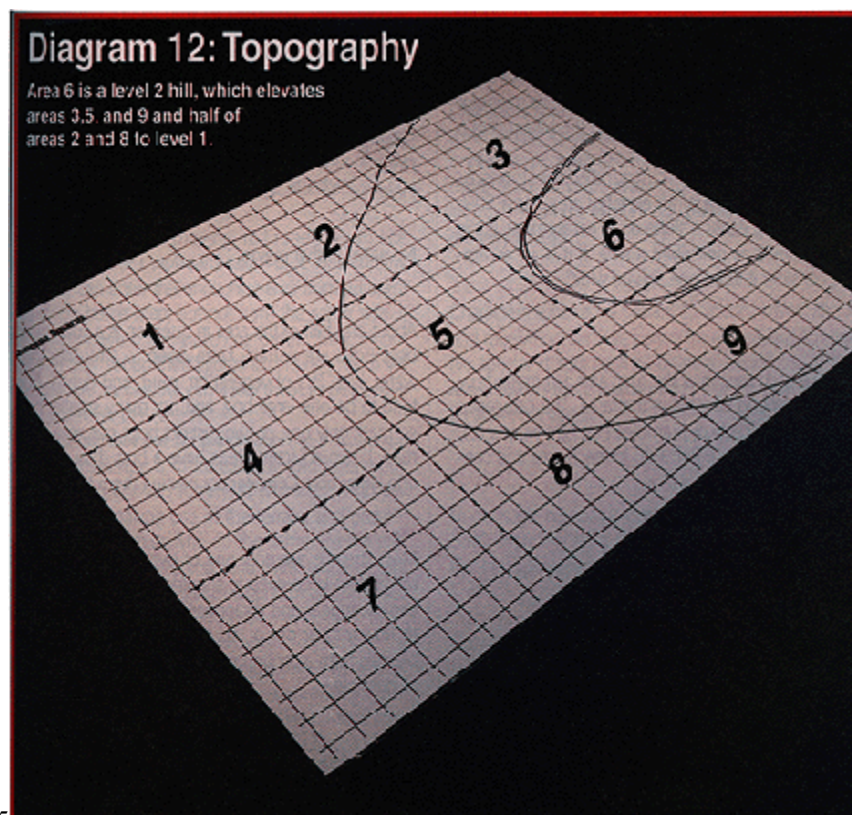 Diagram 12: Topography
Area 6 is a level 2 hill, which elevates
areas 3,5, and 9 and half of
areas 2 and 8 to level 1.
3
6
2
1
5
9
4
8
7